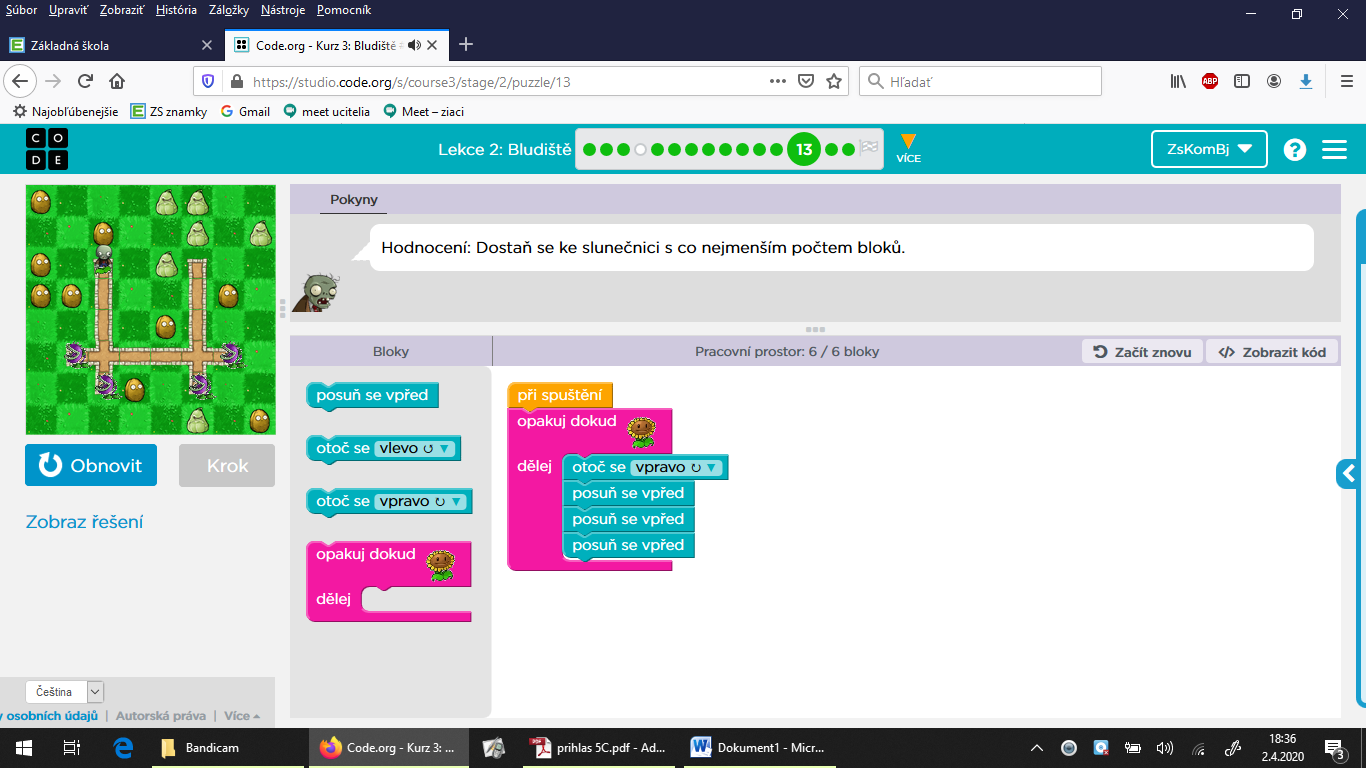 Súbor Upraviť Zobraziť História Záložky Nástroje Pomocník
Základná škola
Code.org - Kurz 3: Bludiště
https://studio.code.org/s/course3/stage/2/puzzle/13
Hľadať
ABP
Najobľúbenejšie ZS znamky Gmail meet ucitelia Meet – ziaci
CODE
Lekce 2: Bludiště
13
VÍCE
ZsKomBj
?
Pokyny
Hodnocení: Dostaň se ke slunečnici s co nejmenším počtem bloků.
Bloky
Pracovní prostor: 6 / 6 bloky
Začít znovu
</> Zobrazit kód
posuň se vpřed
otoč se vlevo ↺ ▼
otoč se vpravo ↻ ▼
opakuj dokud
dělej
při spuštění
opakuj dokud
dělej
otoč se vpravo ↻ ▼
posuň se vpřed
posuň se vpřed
posuň se vpřed
Obnovit
Krok
Zobraz řešení
Čeština
osobních údajů | Autorská práva | Více
Bandicam
Code.org - Kurz 3: ...
prihlas 5C.pdf - Ad...
Dokument1 - Micr...
18:36
2.4.2020
3